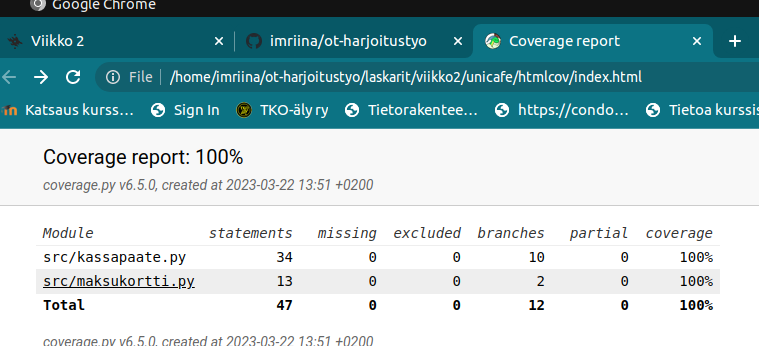 Google Chrome
Viikko 2 imriina/ot-harjoitustyo Coverage report
File /home/imriina/ot-harjoitustyo/laskarit/viikko2/unicafe/htmlcov/index.html
Katsaus kurss… Sign In TKO-äly ry Tietorakentee… https://condo… Tietoa kurssis
Coverage report: 100%
coverage.py v6.5.0, created at 2023-03-22 13:51 +0200
Module statements missing excluded branches partial coverage
src/kassapaate.py 34 0 0 10 0 100%
src/maksukortti.py 13 0 0 2 0 100%
Total 47 0 0 12 0 100%
coverage.py v6.5.0, created at 2023-03-22 13:51 +0200